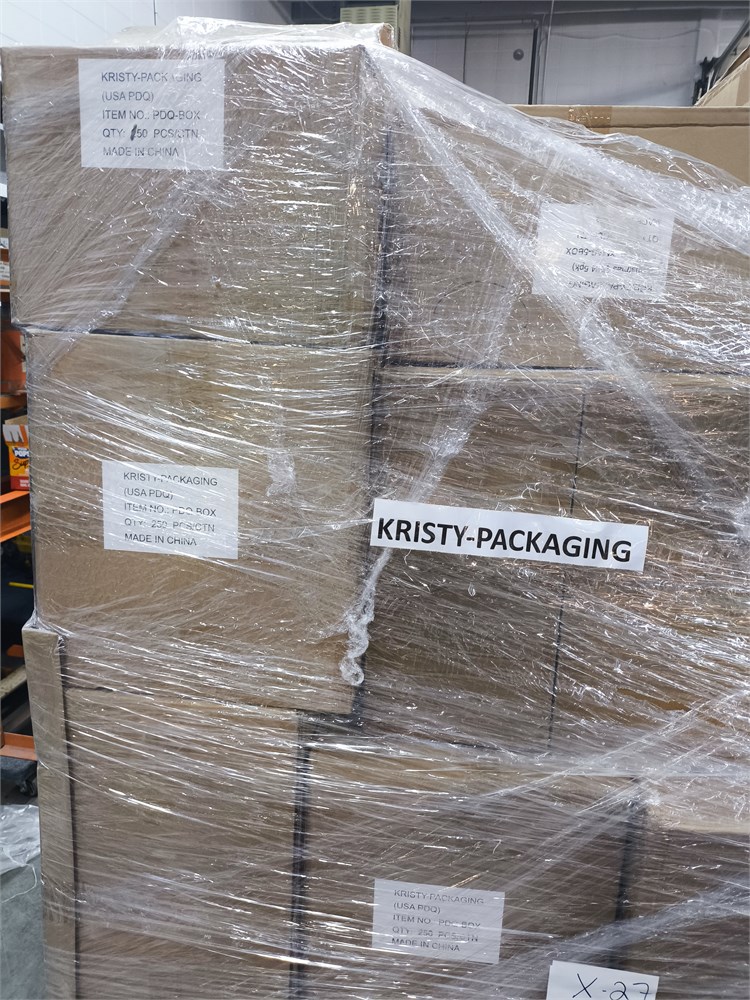 KRISTY-PACKAGING
(USA PDQ)
ITEM NO.: PDQ-BOX
QTY: 150 PCS/CTN
MADE IN CHINA
KRISTY-PACKAGING
(USA PDQ)
ITEM NO.: PDQ-BOX
QTY: 250 PCS/CTN
MADE IN CHINA
KRISTY-PACKAGING
KRISTY-PACKAGING
(USA PDQ)
ITEM NO.: PDQ-BOX
QTY: 250 PCS/CTN
MADE IN CHINA
X-27